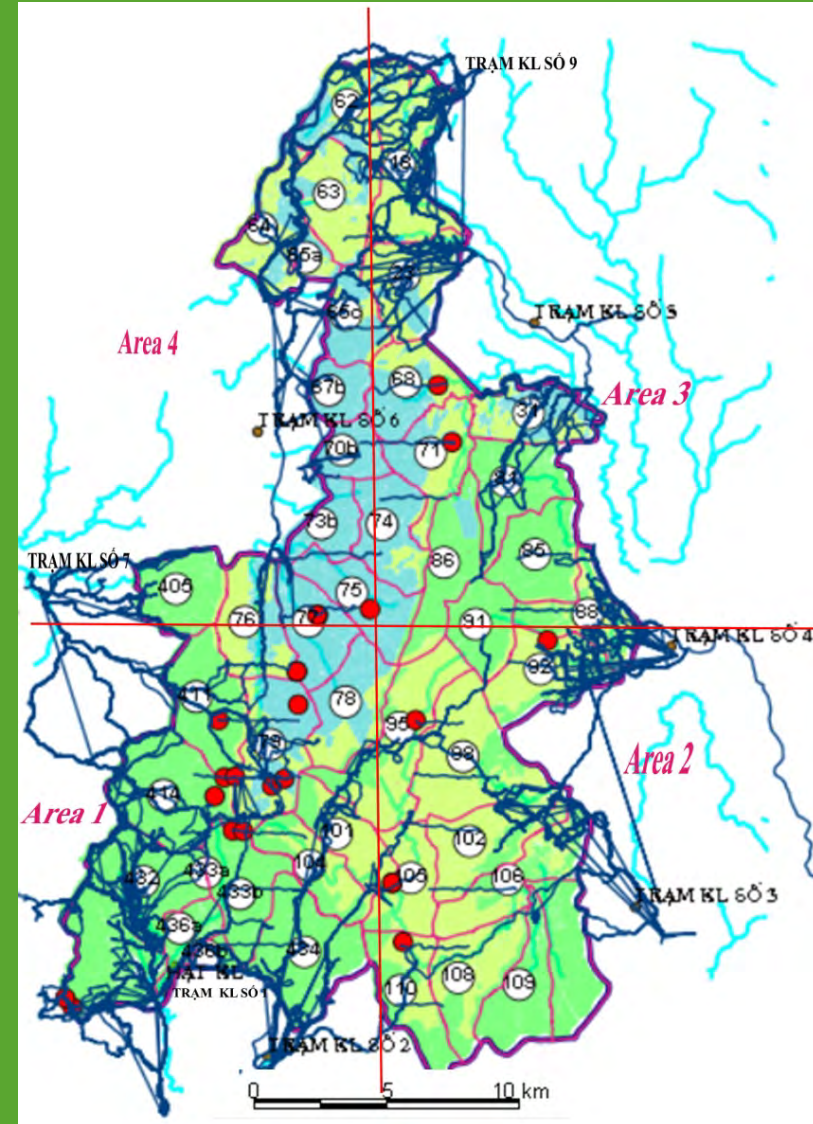 TRẠM KL SỐ 9
62
18
63
64
65a
23
65c
TRẠM KL SỐ 5
Area 4
68
67b
Area 3
31
TRẠM KL SỐ 6
70b
71
81
73b
74
85
86
TRẠM KL SỐ 7
405
75
88
76
77
91
TRẠM KL SỐ 4
92
411
78
95
79
98
Area 2
414
Area 1
101
102
104
433a
432
105
106
433b
TRẠM KL SỐ 3
436a
434
436b
HẠT KL
TRẠM KL SỐ 1
108
109
110
TRẠM KL SỐ 2
0 5 10 km